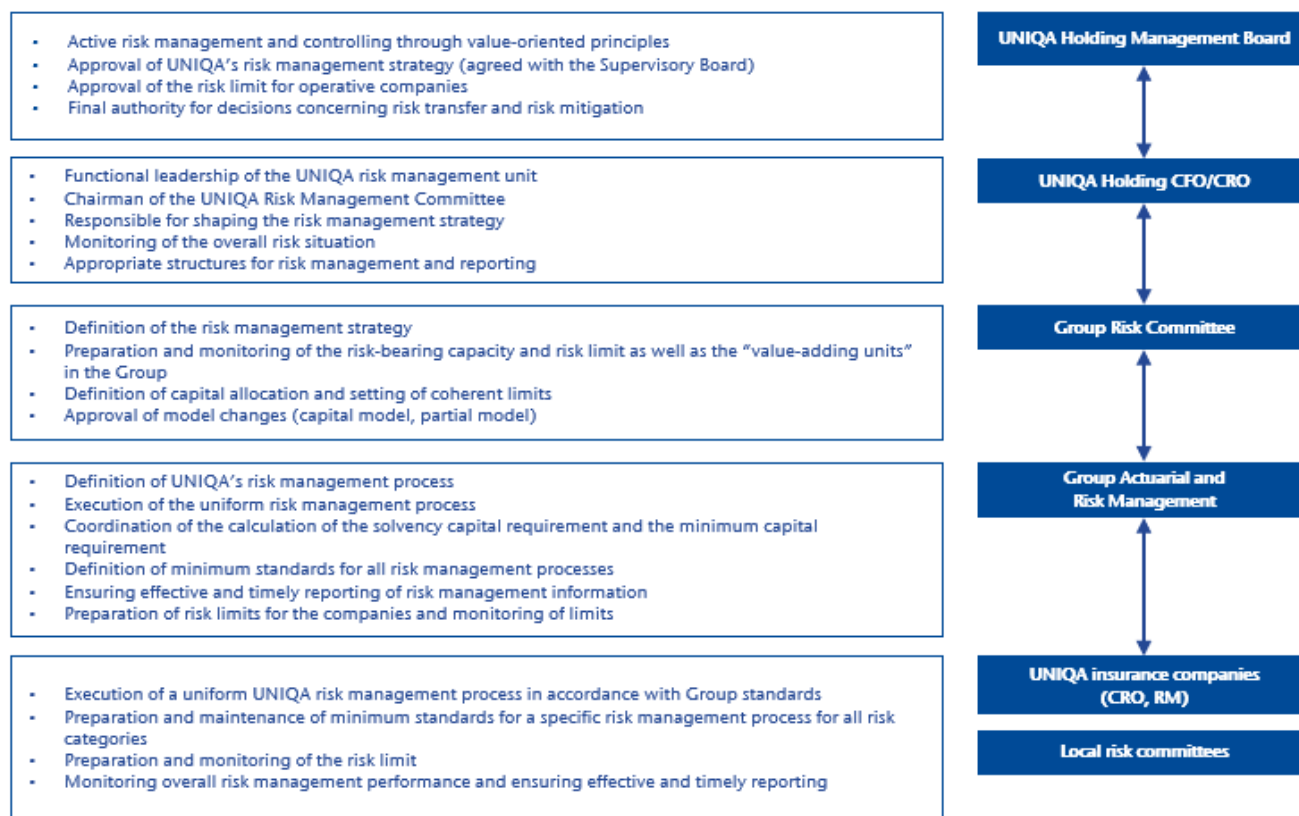 ▪ Active risk management and controlling through value-oriented principles
▪ Approval of UNIQA's risk management strategy (agreed with the Supervisory Board)
▪ Approval of the risk limit for operative companies
▪ Final authority for decisions concerning risk transfer and risk mitigation
UNIQA Holding Management Board
▪ Functional leadership of the UNIQA risk management unit
▪ Chairman of the UNIQA Risk Management Committee
▪ Responsible for shaping the risk management strategy
▪ Monitoring of the overall risk situation
▪ Appropriate structures for risk management and reporting
UNIQA Holding CFO/CRO
▪ Definition of the risk management strategy
▪ Preparation and monitoring of the risk-bearing capacity and risk limit as well as the “value-adding units”
in the Group
▪ Definition of capital allocation and setting of coherent limits
▪ Approval of model changes (capital model, partial model)
Group Risk Committee
▪ Definition of UNIQA's risk management process
▪ Execution of the uniform risk management process
▪ Coordination of the calculation of the solvency capital requirement and the minimum capital
requirement
▪ Definition of minimum standards for all risk management processes
▪ Ensuring effective and timely reporting of risk management information
▪ Preparation of risk limits for the companies and monitoring of limits
Group Actuarial and
Risk Management
▪ Execution of a uniform UNIQA risk management process in accordance with Group standards
▪ Preparation and maintenance of minimum standards for a specific risk management process for all risk
categories
▪ Preparation and monitoring of the risk limit
▪ Monitoring overall risk management performance and ensuring effective and timely reporting
UNIQA insurance companies
(CRO, RM)
Local risk committees